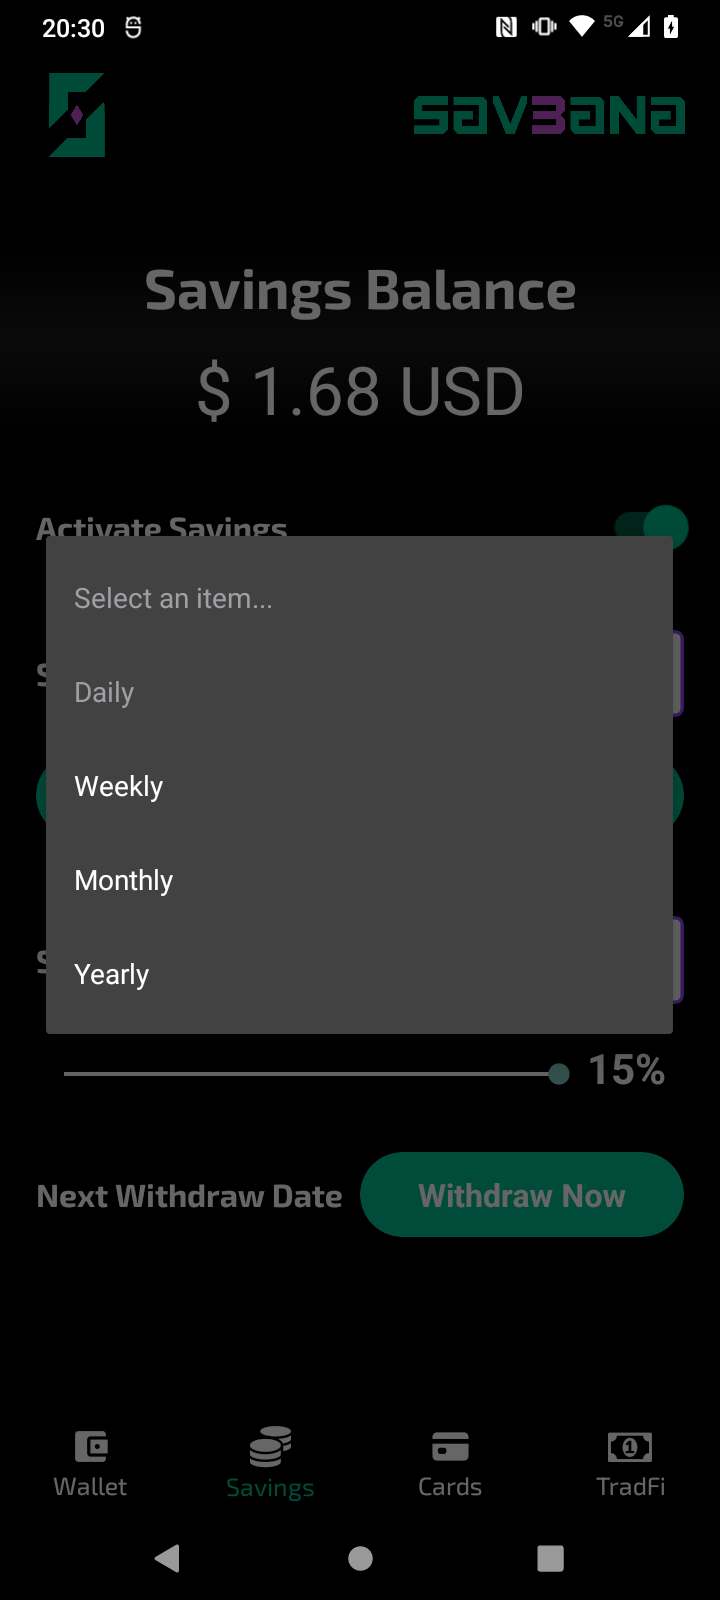 20:30
5G
SAV3ANA
Savings Balance
$ 1.68 USD
Activate Savings
Select an item...
Daily
Weekly
Monthly
Yearly
15%
Next Withdraw Date
Withdraw Now
Wallet
Savings
Cards
TradFi